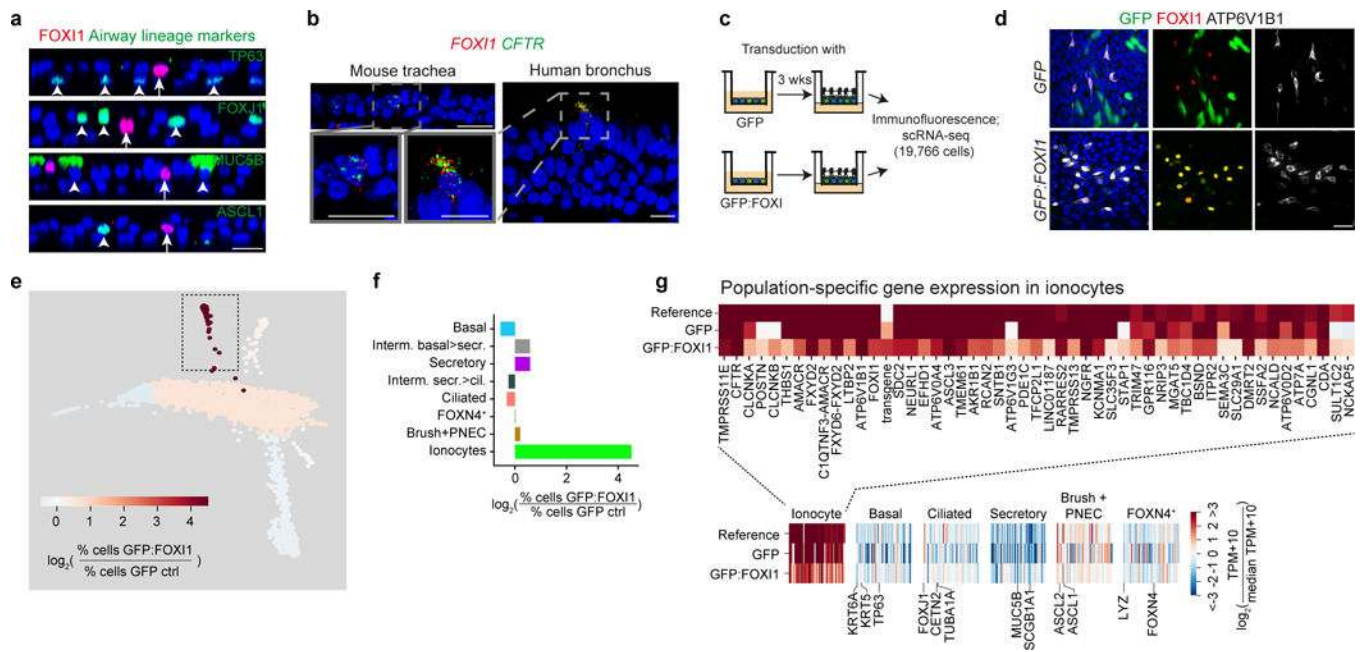 a
FOXI1 Airway lineage markers
TP63
FOXJ1
MUC5B
ASCL1
b
FOXI1 CFTR
Mouse trachea
Human bronchus
c
Transduction with
3 wks
GFP
GFP:FOXI
Immunofluorescence;
scRNA-seq
(19,766 cells)
d
GFP FOXI1 ATP6V1B1
GFP
GFP:FOXI1
e
0 1 2 3 4
log2(% cells GFP:FOXI1 / % cells GFP ctrl)
f
Basal
Interm. basal>secr.
Secretory
Interm. secr.>cil.
Ciliated
FOXN4+
Brush+PNEC
Ionocytes
0 2 4
log2(% cells GFP:FOXI1 / % cells GFP ctrl)
g
Population-specific gene expression in ionocytes
Reference
GFP
GFP:FOXI1
TMPRSS11E
CFTR
CLCNKA
POSTN
CLCNKB
THBS1
AMACR
FXYD2
C1QTNF3-AMACR
FXYD6-FXYD2
LTBP2
ATP6V1B1
FOXI1
transgene
SDC2
NEURL1
EFHD1
ATP6V0A4
ASCL3
TMEM61
AKR1B1
RCAN2
SNTB1
ATP6V1G3
PDE1C
TFCP2L1
LINC01187
RARRES2
TMPRSS13
NGFR
KCNMA1
SLC35F3
STAP1
TRIM47
GPR116
NRIP3
MGAT5
TBC1D4
BSND
ITPR2
SEMA3C
SLC29A1
DMRT2
SSFA2
NCALD
ATP6V0D2
ATP7A
CGNL1
CDA
SULT1C2
NCKAP5
Ionocyte
Basal
Ciliated
Secretory
Brush +
PNEC
FOXN4+
Reference
GFP
GFP:FOXI1
KRT6A
KRT5
TP63
FOXJ1
CETN2
TUBA1A
MUC5B
SCGB1A1
ASCL2
ASCL1
LYZ
FOXN4
<-3 -2 -1 0 1 2 >3
log2(TPM+10 / median TPM+10)